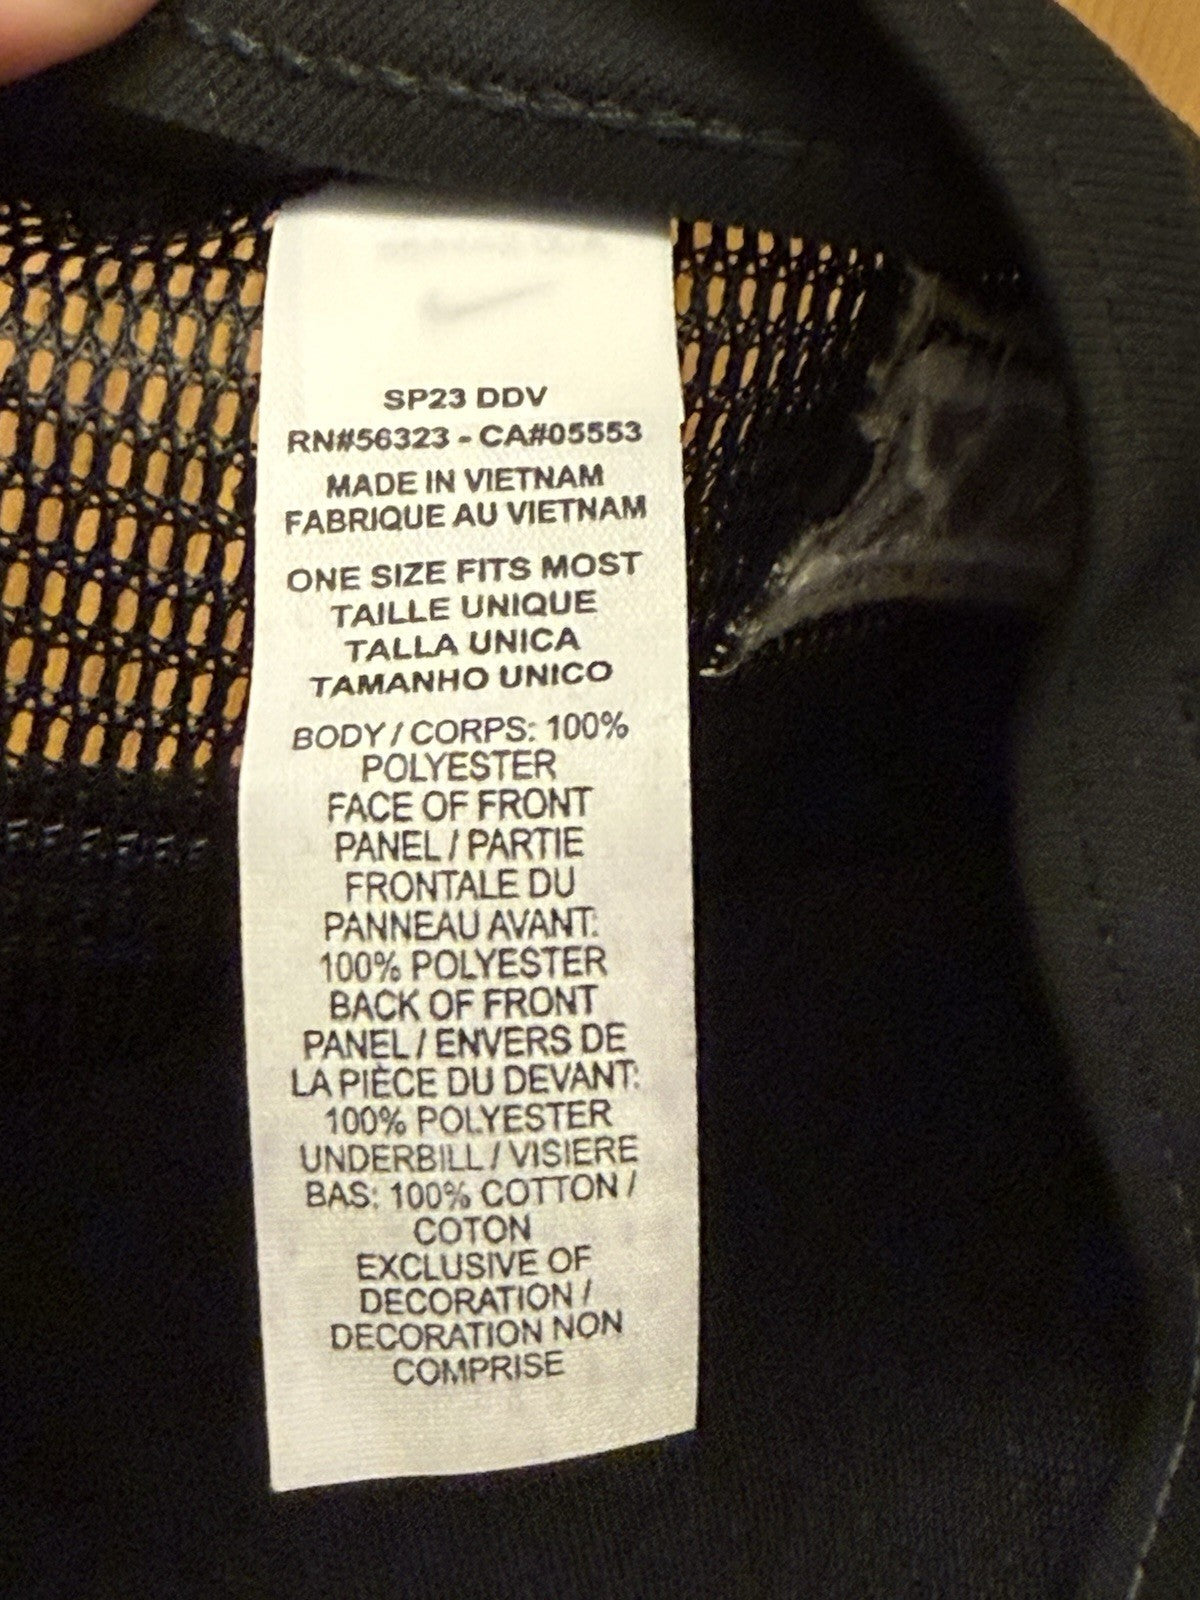 SP23 DDV
RN#56323 - CA#05553
MADE IN VIETNAM
FABRIQUE AU VIETNAM
ONE SIZE FITS MOST
TAILLE UNIQUE
TALLA UNICA
TAMANHO UNICO
BODY / CORPS: 100%
POLYESTER
FACE OF FRONT
PANEL / PARTIE
FRONTALE DU
PANNEAU AVANT:
100% POLYESTER
BACK OF FRONT
PANEL / ENVERS DE
LA PIÈCE DU DEVANT:
100% POLYESTER
UNDERBILL / VISIERE
BAS: 100% COTTON /
COTON
EXCLUSIVE OF
DECORATION /
DECORATION NON
COMPRISE